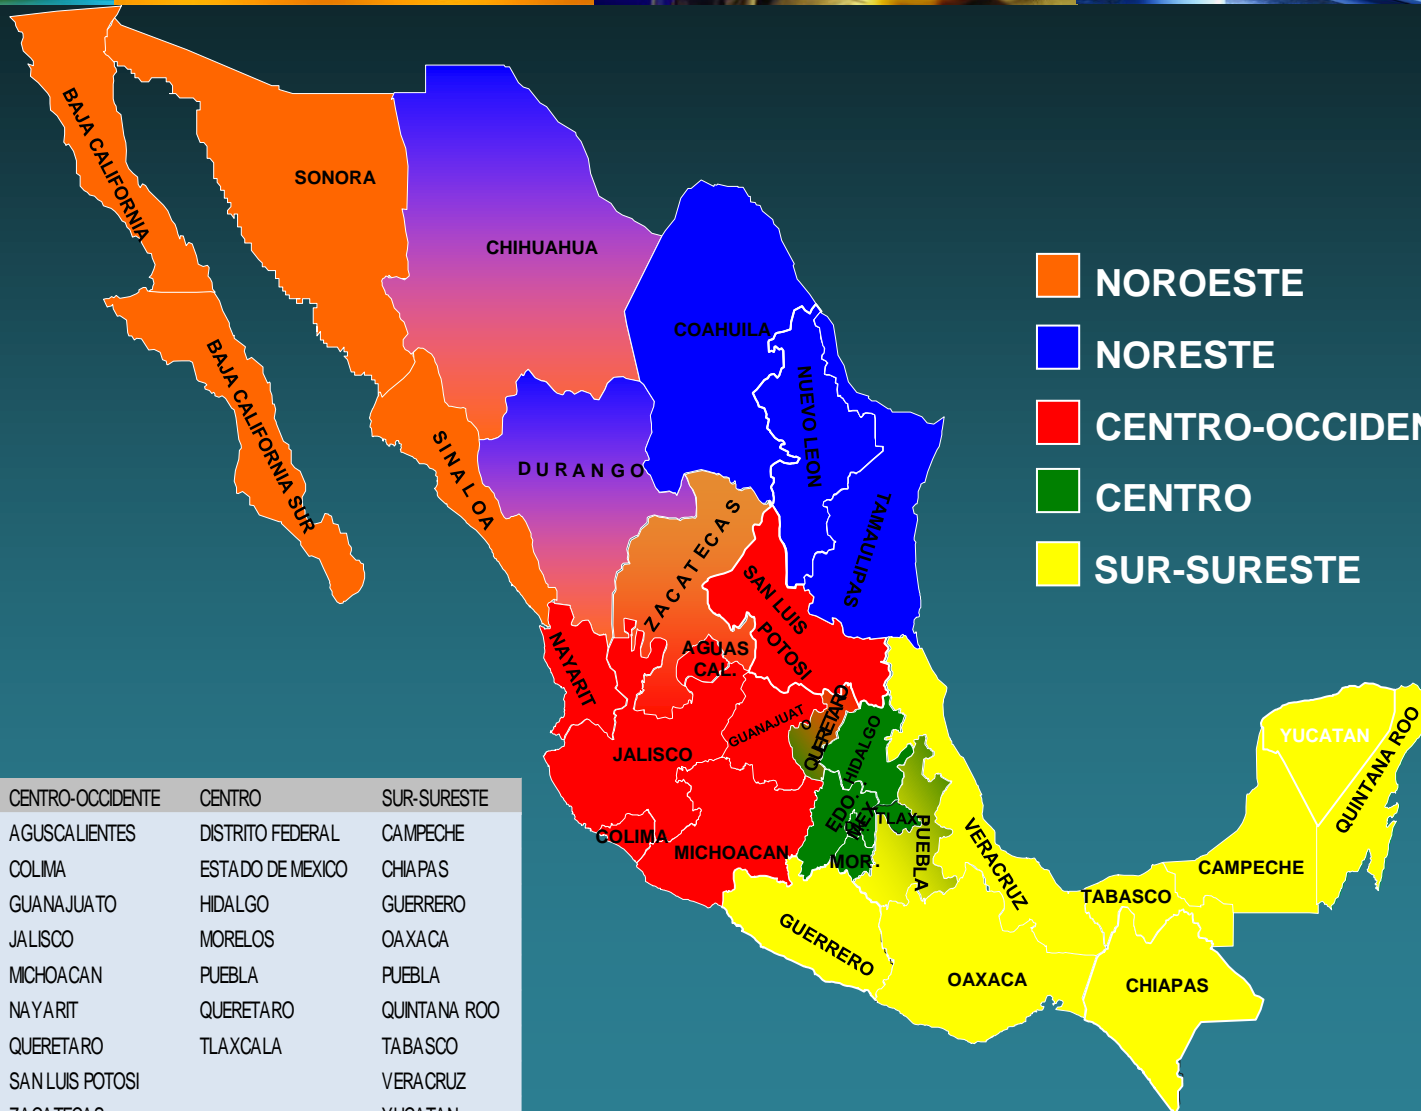 BAJA CALIFORNIA
SONORA
CHIHUAHUA
BAJA CALIFORNIA SUR
SINALOA
DURANGO
COAHUILA
NUEVO LEON
TAMAULIPAS
ZACATECAS
SAN LUIS
POTOSI
NAYARIT
AGUAS
CAL.
JALISCO
GUANAJUATO
QUERETARO
HIDALGO
COLIMA
MICHOACAN
EDO.
MEX
TLAX.
MOR.
PUEBLA
VERACRUZ
GUERRERO
OAXACA
TABASCO
CHIAPAS
CAMPECHE
YUCATAN
QUINTANA ROO
NOROESTE
NORESTE
CENTRO-OCCIDEN
CENTRO
SUR-SURESTE
CENTRO-OCCIDENTE CENTRO SUR-SURESTE
AGUSCALIENTES DISTRITO FEDERAL CAMPECHE
COLIMA ESTADO DE MEXICO CHIAPAS
GUANAJUATO HIDALGO GUERRERO
JALISCO MORELOS OAXACA
MICHOACAN PUEBLA PUEBLA
NAYARIT QUERETARO QUINTANA ROO
QUERETARO TLAXCALA TABASCO
SAN LUIS POTOSI VERACRUZ
ZACATECAS YUCATAN